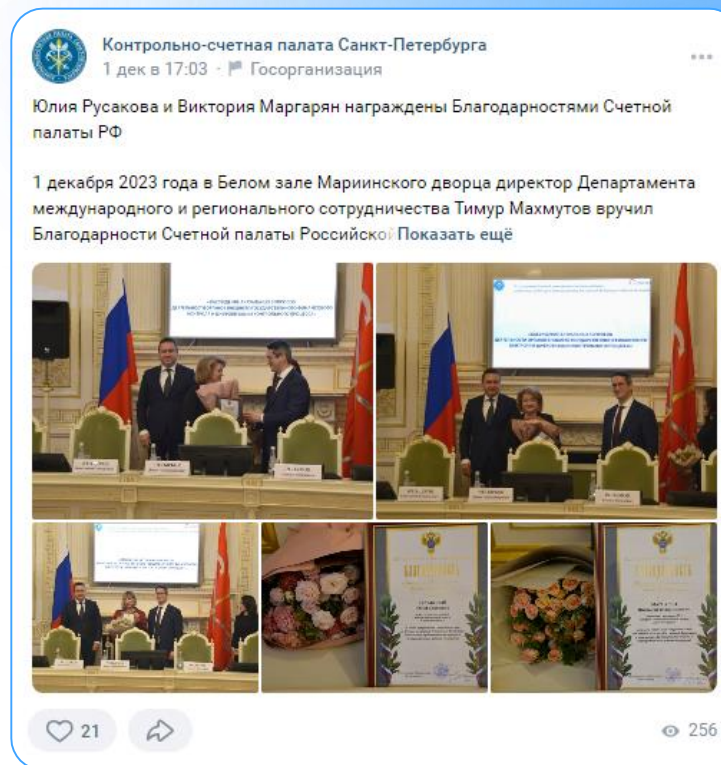 Контрольно-счетная палата Санкт-Петербурга
1 дек в 17:03 · Госорганизация
Юлия Русакова и Виктория Маргарян награждены Благодарностями Счетной
палаты РФ
1 декабря 2023 года в Белом зале Мариинского дворца директор Департамента
международного и регионального сотрудничества Тимур Махмутов вручил
Благодарности Счетной палаты Российской Показать ещё
БЛАГОДАРНОСТЬ
БЛАГОДАРНОСТЬ
21
256